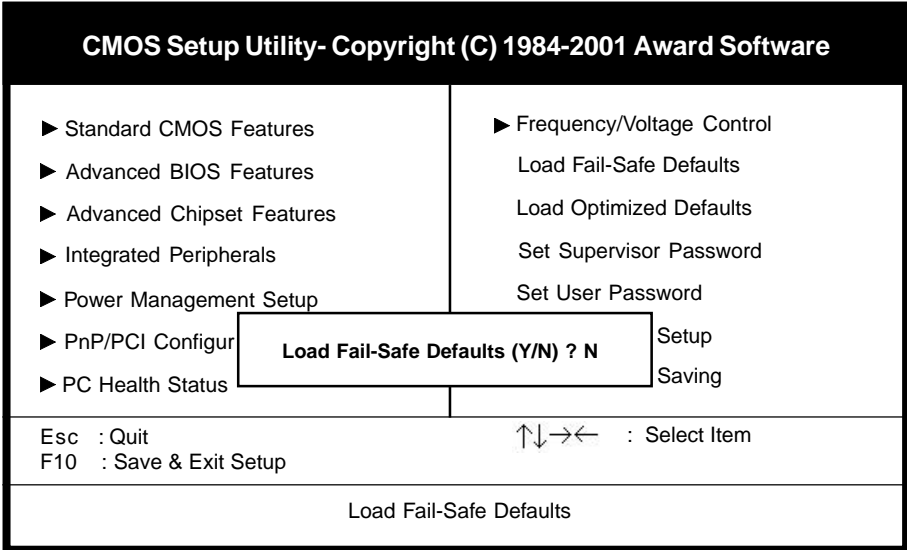 CMOS Setup Utility- Copyright (C) 1984-2001 Award Software
▶ Standard CMOS Features
▶ Advanced BIOS Features
▶ Advanced Chipset Features
▶ Integrated Peripherals
▶ Power Management Setup
▶ PnP/PCI Configur
▶ PC Health Status
▶ Frequency/Voltage Control
Load Fail-Safe Defaults
Load Optimized Defaults
Set Supervisor Password
Set User Password
Setup
Saving
Load Fail-Safe Defaults (Y/N) ? N
Esc : Quit
F10 : Save & Exit Setup
↑↓→← : Select Item
Load Fail-Safe Defaults